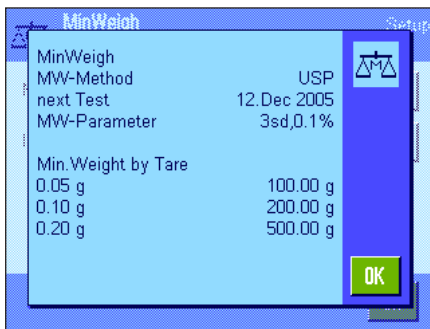 MinWeigh
Setup
MinWeigh
MW-Method USP
next Test 12.Dec 2005
MW-Parameter 3sd,0.1%
Min.Weight by Tare
0.05 g 100.00 g
0.10 g 200.00 g
0.20 g 500.00 g
OK